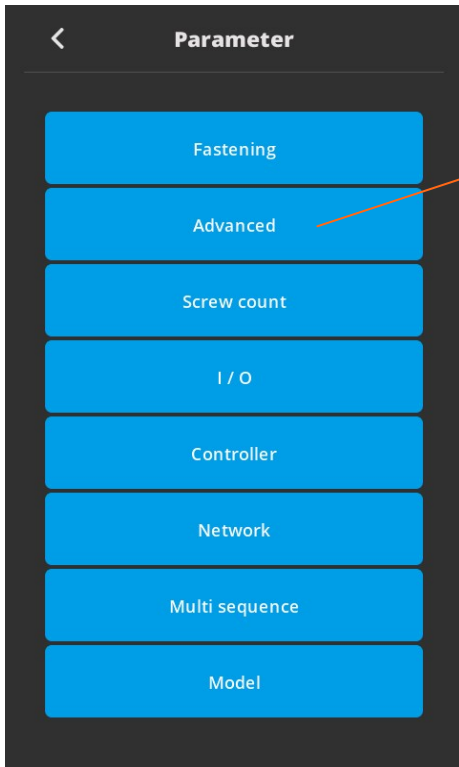 Parameter
Fastening
Advanced
Screw count
I / O
Controller
Network
Multi sequence
Model